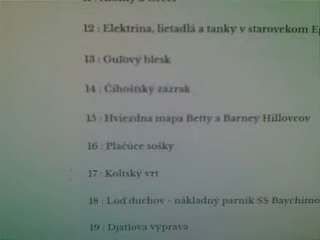 12 : Elektrina, lietadlá a tanky v starovekom
13 : Guľový blesk
14 : Číhošťský zázrak
15 : Hviezdna mapa Betty a Barney Hillovcov
16 : Plačúce sošky
17 : Kolský vrt
18 : Loď duchov - nákladný parník SS Baychimo
19 : Djatlova výprava